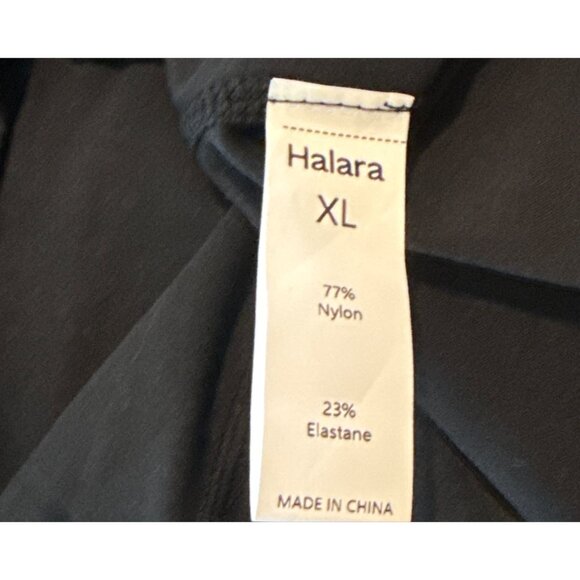 Halara
XL
77%
Nylon
23%
Elastane
MADE IN CHINA